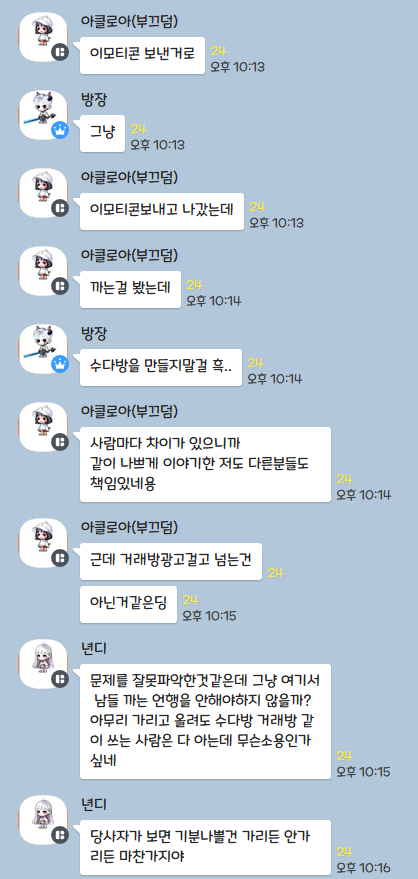 아클로아(부끄덤)
이모티콘 보낸거로
24
오후 10:13
방장
그냥
24
오후 10:13
아클로아(부끄덤)
이모티콘보내고 나갔는데
24
오후 10:13
아클로아(부끄덤)
까는걸 봤는데
24
오후 10:14
방장
수다방을 만들지말걸 흑..
24
오후 10:14
아클로아(부끄덤)
사람마다 차이가 있으니까
같이 나쁘게 이야기한 저도 다른분들도
책임있네용
24
오후 10:14
아클로아(부끄덤)
근데 거래방광고걸고 넘는건
24
아닌거같은딩
24
오후 10:15
년디
문제를 잘못파악한것같은데 그냥 여기서
남들 까는 언행을 안해야하지 않을까?
아무리 가리고 올려도 수다방 거래방 같
이 쓰는 사람은 다 아는데 무슨소용인가
싶네
24
오후 10:15
년디
당사자가 보면 기분나쁠건 가리든 안가
리든 마찬가지야
24
오후 10:16